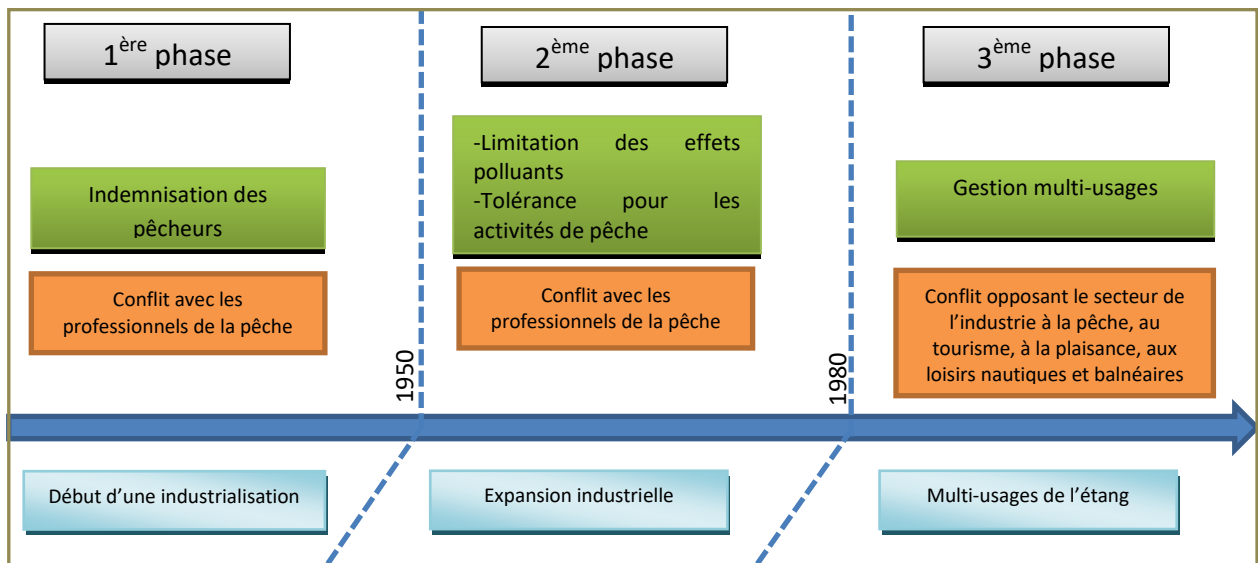 1ère phase
Indemnisation des
pêcheurs
Conflit avec les
professionnels de la pêche
1950
Début d’une industrialisation
2ème phase
-Limitation des effets
polluants
-Tolérance pour les
activités de pêche
Conflit avec les
professionnels de la pêche
1980
Expansion industrielle
3ème phase
Gestion multi-usages
Conflit opposant le secteur de
l’industrie à la pêche, au
tourisme, à la plaisance, aux
loisirs nautiques et balnéaires
Multi-usages de l’étang